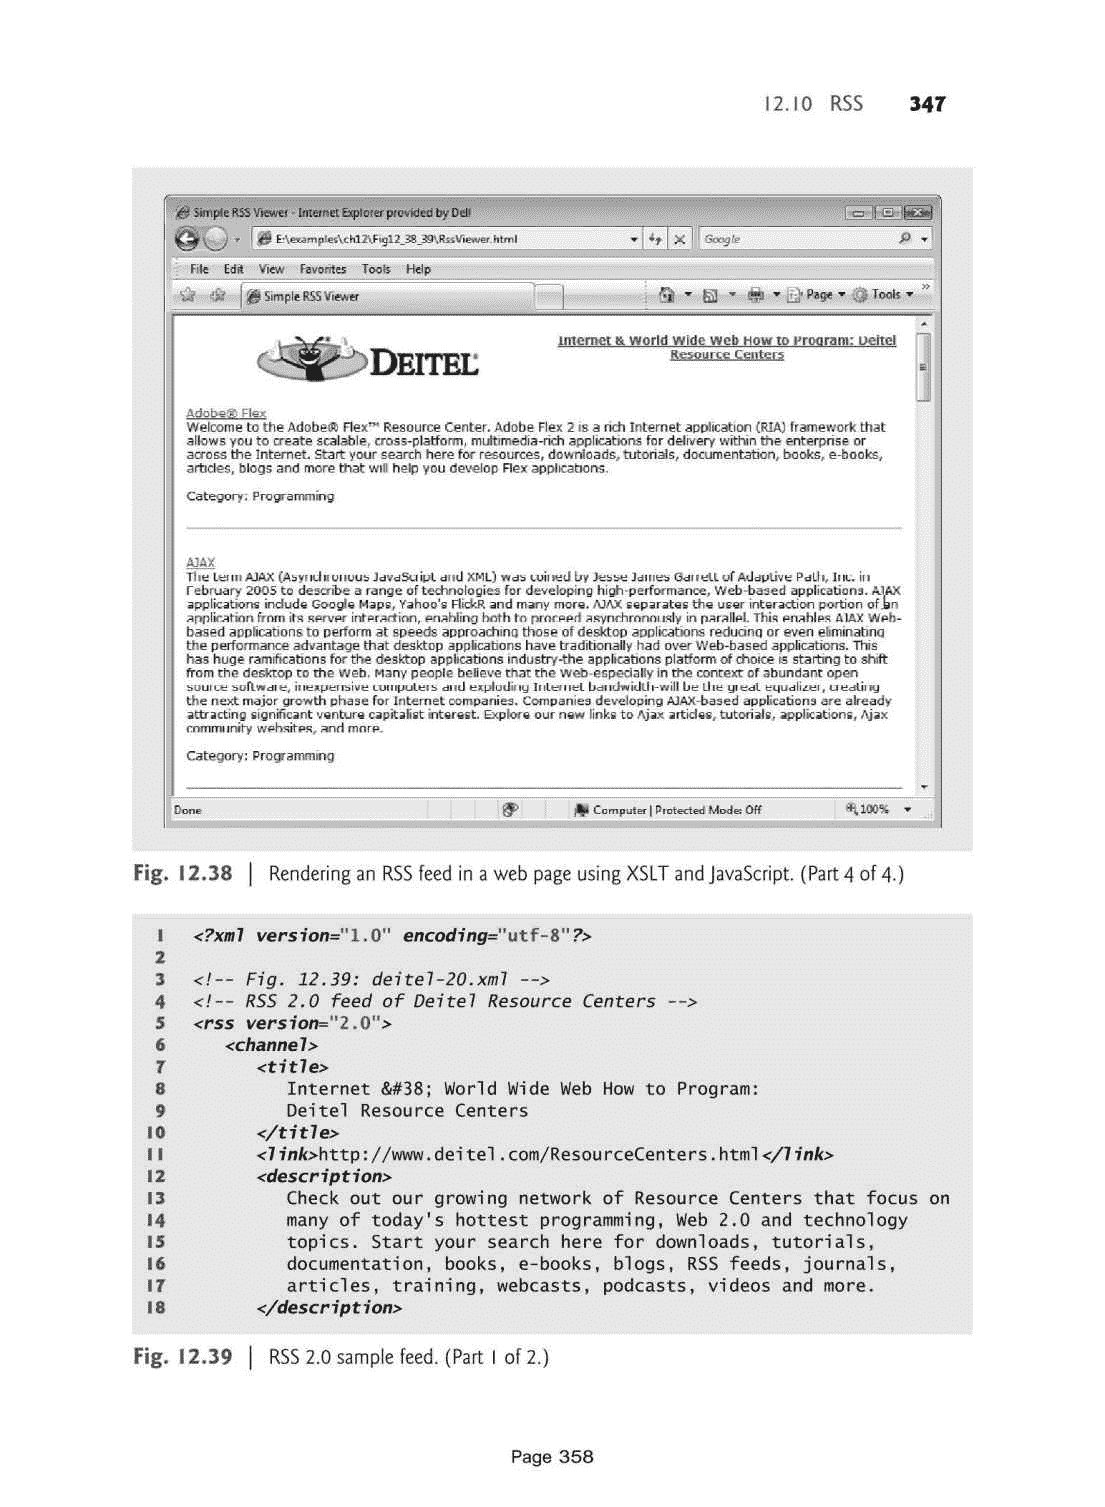 12.10 RSS 347
Simple RSS Viewer - Internet Explorer provided by Dell
E:\examples\ch12\Fig12_38_39\RssViewer.html
Google
File Edit View Favorites Tools Help
Simple RSS Viewer
Page Tools
DEITEL
Internet & World Wide Web How to Program: Deitel
Resource Centers
Adobe® Flex
Welcome to the Adobe® Flex™ Resource Center. Adobe Flex 2 is a rich Internet application (RIA) framework that
allows you to create scalable, cross-platform, multimedia-rich applications for delivery within the enterprise or
across the Internet. Start your search here for resources, downloads, tutorials, documentation, books, e-books,
articles, blogs and more that will help you develop Flex applications.
Category: Programming
AJAX
The term AJAX (Asynchronous JavaScript and XML) was coined by Jesse James Garrett of Adaptive Path, Inc. in
February 2005 to describe a range of technologies for developing high-performance, Web-based applications. AJAX
applications include Google Maps, Yahoo's FlickR and many more. AJAX separates the user interaction portion of an
application from its server interaction, enabling both to proceed asynchronously in parallel. This enables AJAX Web-
based applications to perform at speeds approaching those of desktop applications reducing or even eliminating
the performance advantage that desktop applications have traditionally had over Web-based applications. This
has huge ramifications for the desktop applications industry-the applications platform of choice is starting to shift
from the desktop to the Web. Many people believe that the Web-especially in the context of abundant open
source software, inexpensive computers and exploding Internet bandwidth-will be the great equalizer, creating
the next major growth phase for Internet companies. Companies developing AJAX-based applications are already
attracting significant venture capitalist interest. Explore our new links to Ajax articles, tutorials, applications, Ajax
community websites, and more.
Category: Programming
Done Computer | Protected Mode: Off 100%
Fig. 12.38 | Rendering an RSS feed in a web page using XSLT and JavaScript. (Part 4 of 4.)
1 <?xml version="1.0" encoding="utf-8"?>
2
3 <!-- Fig. 12.39: deitel-20.xml -->
4 <!-- RSS 2.0 feed of Deitel Resource Centers -->
5 <rss version="2.0">
6 <channel>
7 <title>
8 Internet &#38; World Wide Web How to Program:
9 Deitel Resource Centers
10 </title>
11 <link>http://www.deitel.com/ResourceCenters.html</link>
12 <description>
13 Check out our growing network of Resource Centers that focus on
14 many of today's hottest programming, Web 2.0 and technology
15 topics. Start your search here for downloads, tutorials,
16 documentation, books, e-books, blogs, RSS feeds, journals,
17 articles, training, webcasts, podcasts, videos and more.
18 </description>
Fig. 12.39 | RSS 2.0 sample feed. (Part 1 of 2.)
Page 358